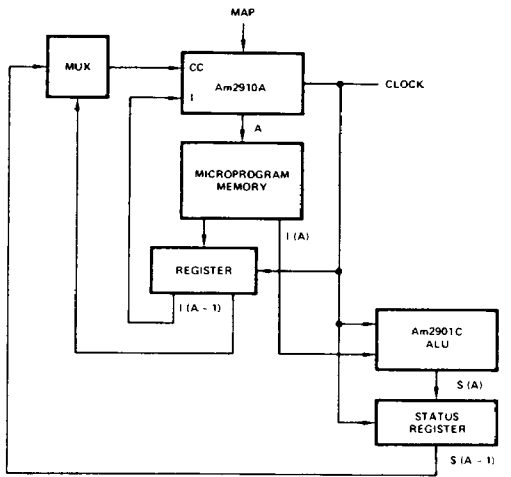 MAP
MUX
CC
I
Am2910A
CLOCK
A
MICROPROGRAM
MEMORY
I (A)
REGISTER
I (A - 1)
Am2901C
ALU
S (A)
STATUS
REGISTER
S (A - 1)